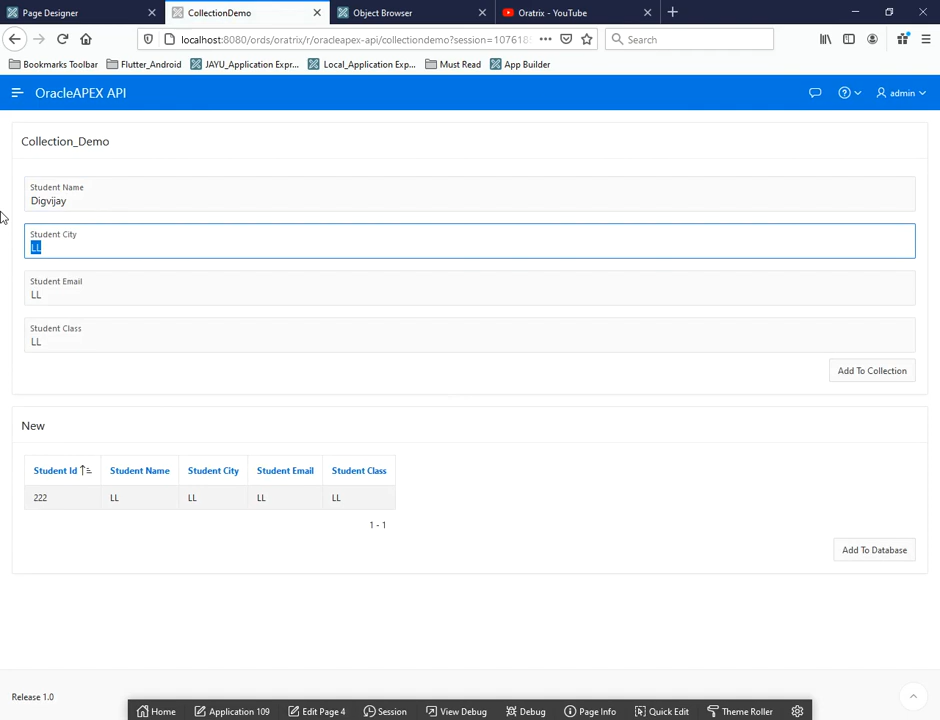 Page Designer
CollectionDemo
Object Browser
Oratrix - YouTube
localhost:8080/ords/oratrix/r/oracleapex-api/collectiondemo?session=107618
Search
Bookmarks Toolbar
Flutter_Android
JAYU_Application Expr...
Local_Application Exp...
Must Read
App Builder
OracleAPEX API
admin
Collection_Demo
Student Name
Digvijay
Student City
LL
Student Email
LL
Student Class
LL
Add To Collection
New
Student Id Student Name Student City Student Email Student Class
222 LL LL LL LL
1 - 1
Add To Database
Release 1.0
Home Application 109 Edit Page 4 Session View Debug Debug Page Info Quick Edit Theme Roller